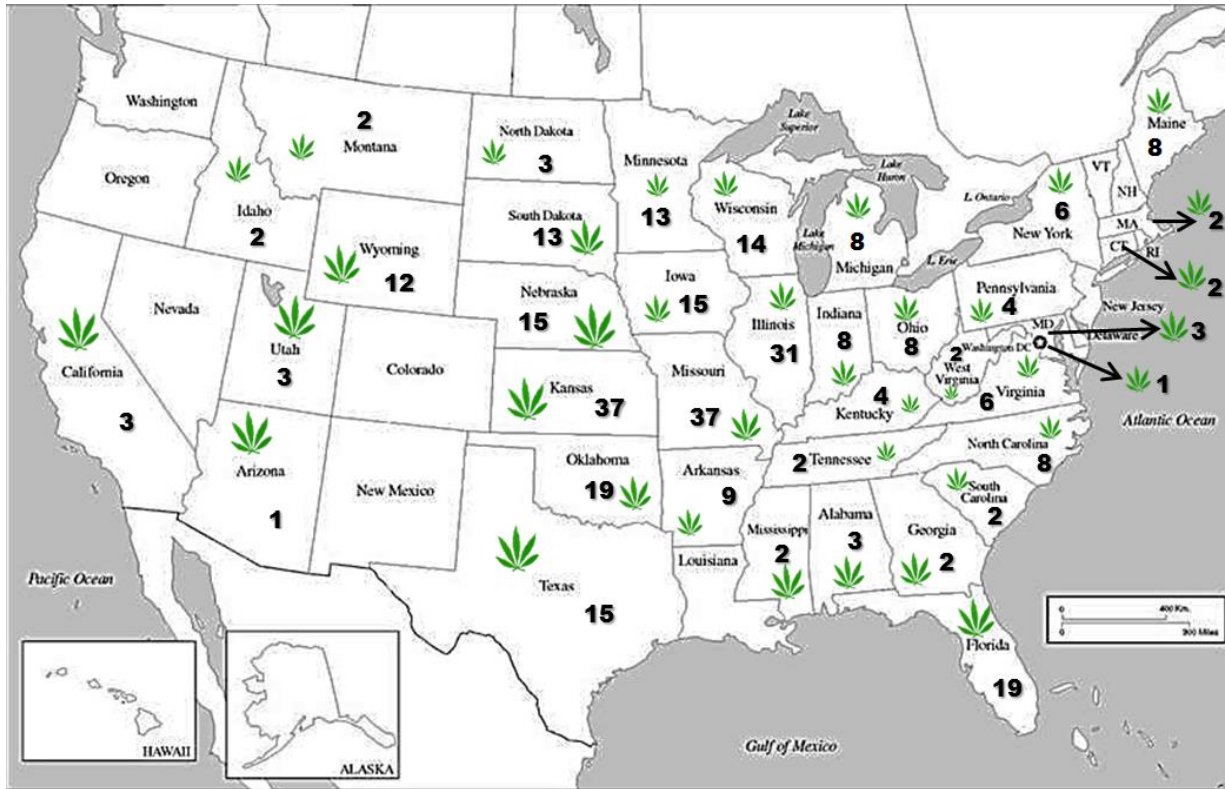 Washington
Oregon
California
3
Nevada
Idaho
2
2
Montana
Wyoming
12
Utah
3
Colorado
Arizona
1
New Mexico
North Dakota
3
South Dakota
13
Nebraska
15
Kansas
37
Oklahoma
19
Texas
15
Minnesota
13
Iowa
15
Missouri
37
Arkansas
9
Louisiana
Wisconsin
14
Illinois
31
Lake
Superior
Lake
Michigan
Lake
Huron
8
Michigan
Indiana
8
Ohio
8
L. Erie
L. Ontario
4
Kentucky
2 Tennessee
Mississippi
2
Alabama
3
Georgia
2
Florida
19
South
Carolina
2
North Carolina
8
Virginia
6
2
West
Virginia
Washington DC
MD
Delaware
New Jersey
Pennsylvania
4
6
New York
VT
NH
MA
CT
RI
Maine
8
2
2
3
1
Atlantic Ocean
Pacific Ocean
Gulf of Mexico
HAWAII
ALASKA
0 400 Km.
0 300 Miles